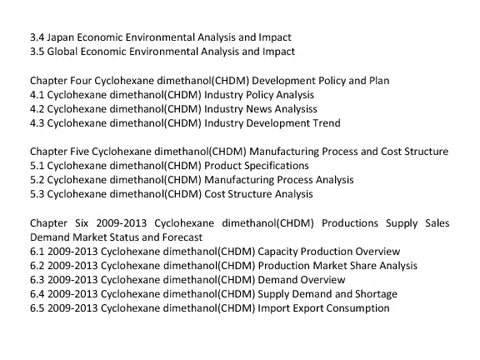 3.4 Japan Economic Environmental Analysis and Impact
3.5 Global Economic Environmental Analysis and Impact
Chapter Four Cyclohexane dimethanol(CHDM) Development Policy and Plan
4.1 Cyclohexane dimethanol(CHDM) Industry Policy Analysis
4.2 Cyclohexane dimethanol(CHDM) Industry News Analysiss
4.3 Cyclohexane dimethanol(CHDM) Industry Development Trend
Chapter Five Cyclohexane dimethanol(CHDM) Manufacturing Process and Cost Structure
5.1 Cyclohexane dimethanol(CHDM) Product Specifications
5.2 Cyclohexane dimethanol(CHDM) Manufacturing Process Analysis
5.3 Cyclohexane dimethanol(CHDM) Cost Structure Analysis
Chapter Six 2009-2013 Cyclohexane dimethanol(CHDM) Productions Supply Sales
Demand Market Status and Forecast
6.1 2009-2013 Cyclohexane dimethanol(CHDM) Capacity Production Overview
6.2 2009-2013 Cyclohexane dimethanol(CHDM) Production Market Share Analysis
6.3 2009-2013 Cyclohexane dimethanol(CHDM) Demand Overview
6.4 2009-2013 Cyclohexane dimethanol(CHDM) Supply Demand and Shortage
6.5 2009-2013 Cyclohexane dimethanol(CHDM) Import Export Consumption